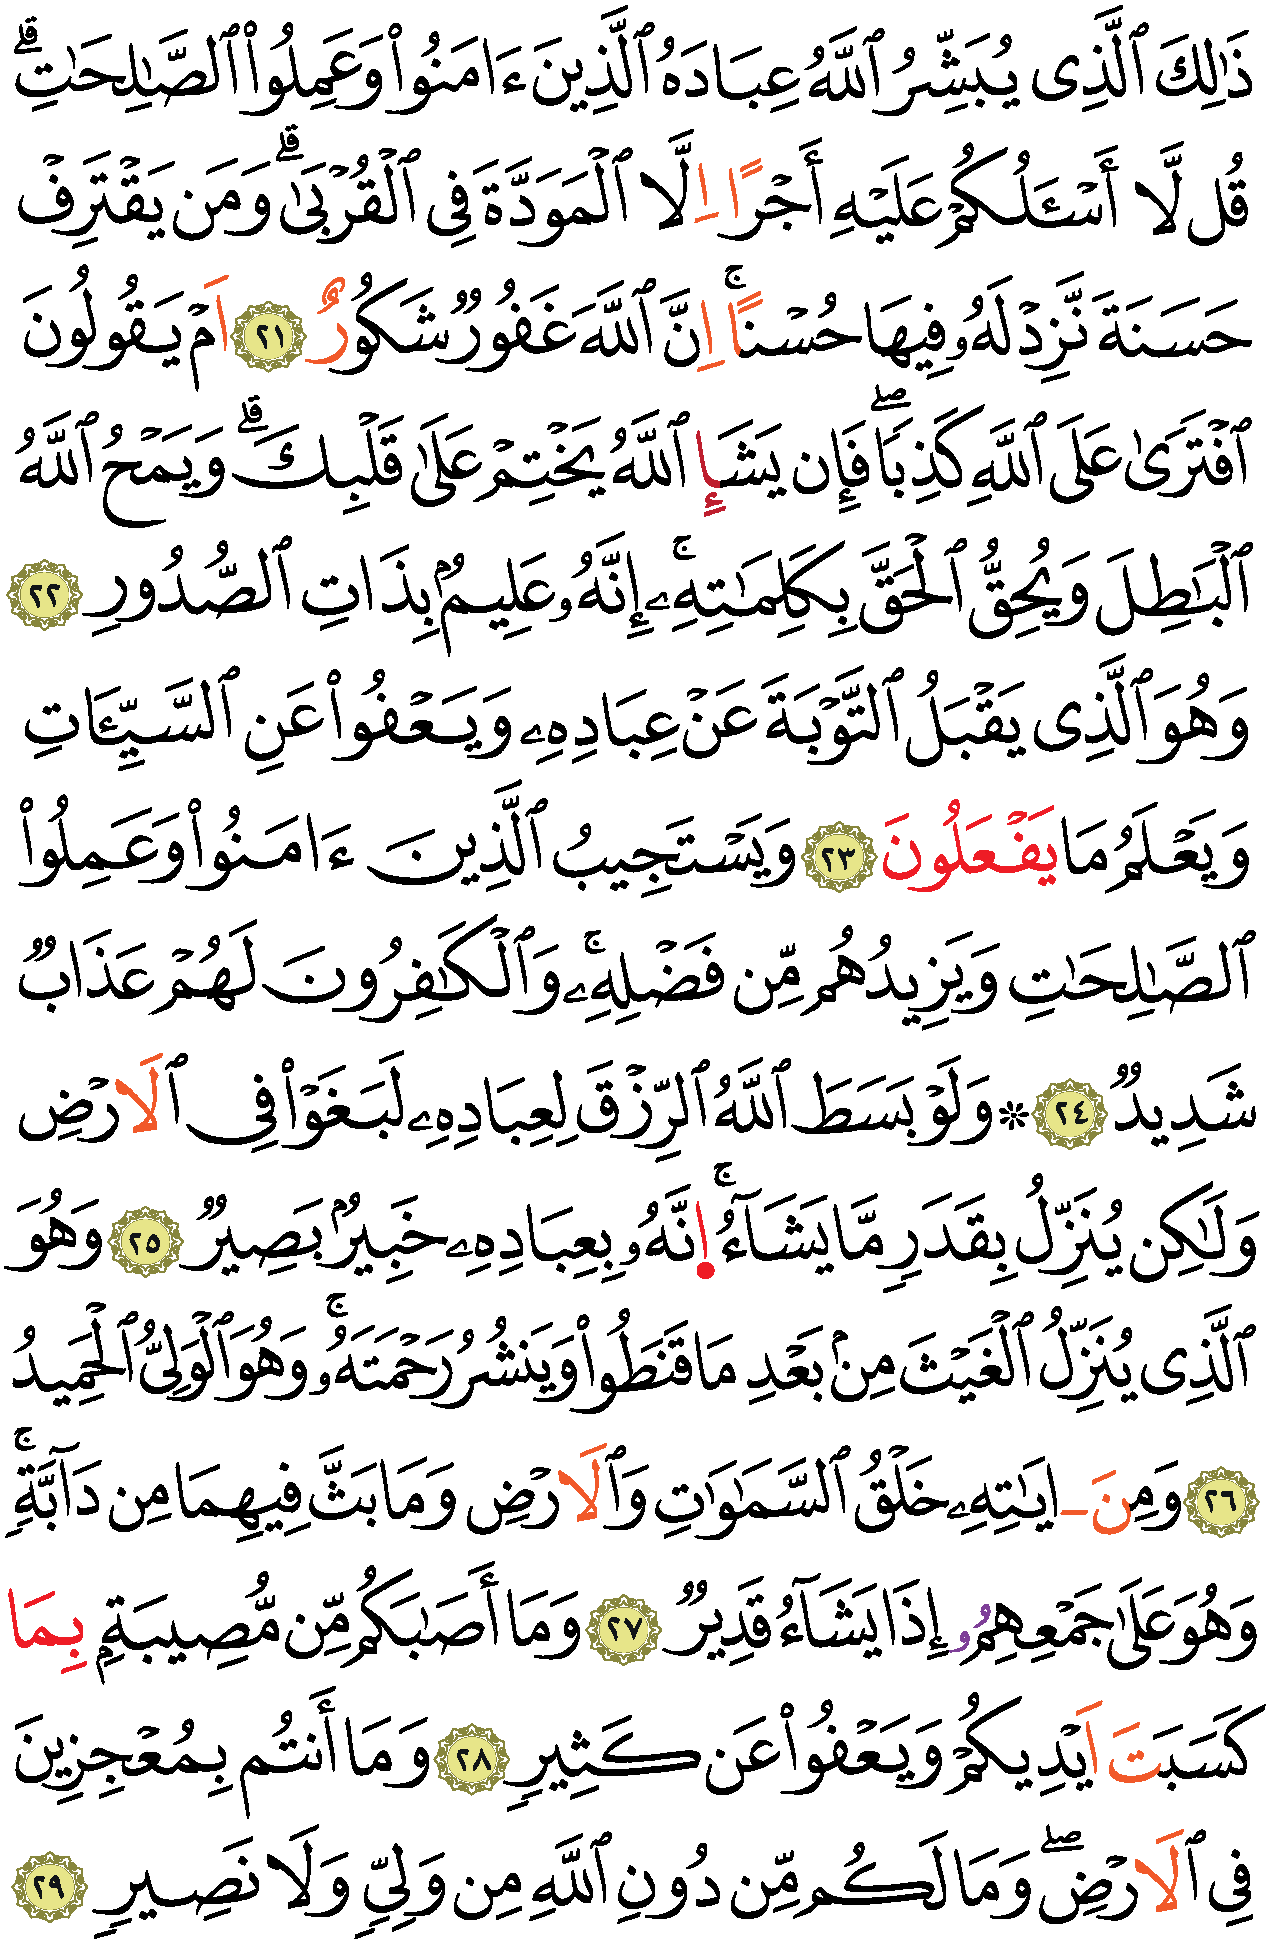 ذَٰلِكَ ٱلَّذِى يُبَشِّرُ ٱللَّهُ عِبَادَهُ ٱلَّذِينَ ءَامَنُوا۟ وَعَمِلُوا۟ ٱلصَّـٰلِحَـٰتِۗ
قُل لَّا أَسْـَٔلُكُمْ عَلَيْهِ أَجْرًا اِلَّا ٱلْمَوَدَّةَ فِى ٱلْقُرْبَىٰۗ وَمَن يَقْتَرِفْ
حَسَنَةً نَّزِدْ لَهُۥ فِيهَا حُسْنًاۚ اِنَّ ٱللَّهَ غَفُورٌ شَكُورٌ ٢١ اَمْ يَقُولُونَ
ٱفْتَرَىٰ عَلَى ٱللَّهِ كَذِبًاۖ فَإِن يَشَإِ ٱللَّهُ يَخْتِمْ عَلَىٰ قَلْبِكَۗ وَيَمْحُ ٱللَّهُ
ٱلْبَـٰطِلَ وَيُحِقُّ ٱلْحَقَّ بِكَلِمَـٰتِهِۦۚ إِنَّهُۥ عَلِيمٌۢ بِذَاتِ ٱلصُّدُورِ ٢٢
وَهُوَ ٱلَّذِى يَقْبَلُ ٱلتَّوْبَةَ عَنْ عِبَادِهِۦ وَيَعْفُوا۟ عَنِ ٱلسَّيِّـَٔاتِ
وَيَعْلَمُ مَا يَفْعَلُونَ ٢٣ وَيَسْتَجِيبُ ٱلَّذِينَ ءَامَنُوا۟ وَعَمِلُوا۟
ٱلصَّـٰلِحَـٰتِ وَيَزِيدُهُم مِّن فَضْلِهِۦۚ وَٱلْكَـٰفِرُونَ لَهُمْ عَذَابٌ
شَدِيدٌ ٢٤ ۞ وَلَوْ بَسَطَ ٱللَّهُ ٱلرِّزْقَ لِعِبَادِهِۦ لَبَغَوْا۟ فِى ٱلَارْضِ
وَلَـٰكِن يُنَزِّلُ بِقَدَرٍ مَّا يَشَآءُۚ اِنَّهُۥ بِعِبَادِهِۦ خَبِيرٌۢ بَصِيرٌ ٢٥ وَهُوَ
ٱلَّذِى يُنَزِّلُ ٱلْغَيْثَ مِنۢ بَعْدِ مَا قَنَطُوا۟ وَيَنشُرُ رَحْمَتَهُۥۚ وَهُوَ ٱلْوَلِىُّ ٱلْحَمِيدُ
٢٦ وَمِنَ ـ ايَـٰتِهِۦ خَلْقُ ٱلسَّمَـٰوَٰتِ وَٱلَارْضِ وَمَا بَثَّ فِيهِمَا مِن دَآبَّةٍۚ
وَهُوَ عَلَىٰ جَمْعِهِمُۥ إِذَا يَشَآءُ قَدِيرٌ ٢٧ وَمَا أَصَـٰبَكُم مِّن مُّصِيبَةٍۭ بِمَا
كَسَبَتَ اَيْدِيكُمْ وَيَعْفُوا۟ عَن كَثِيرٍ ٢٨ وَمَا أَنتُم بِمُعْجِزِينَ
فِى ٱلَارْضِۖ وَمَا لَكُم مِّن دُونِ ٱللَّهِ مِن وَلِىٍّ وَلَا نَصِيرٍ ٢٩